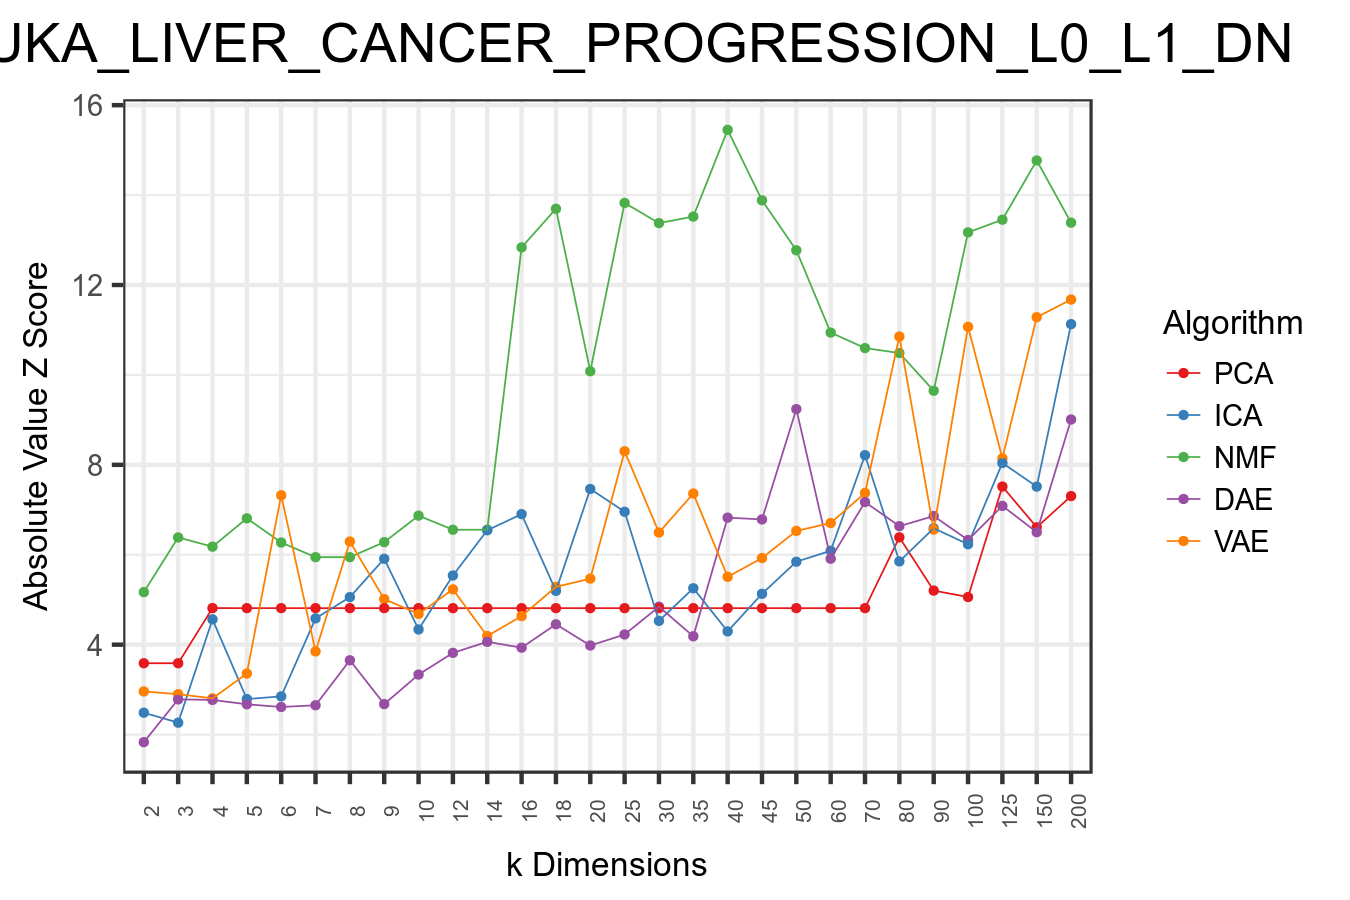 UKA_LIVER_CANCER_PROGRESSION_L0_L1_DN
16
12
8
4
Absolute Value Z Score
2 3 4 5 6 7 8 9 10 12 14 16 18 20 25 30 35 40 45 50 60 70 80 90 100 125 150 200
k Dimensions
Algorithm
PCA
ICA
NMF
DAE
VAE